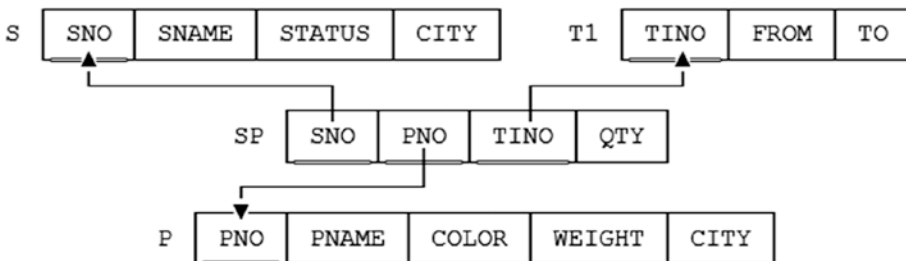 S SNO SNAME STATUS CITY T1 TINO FROM TO
SP SNO PNO TINO QTY
P PNO PNAME COLOR WEIGHT CITY